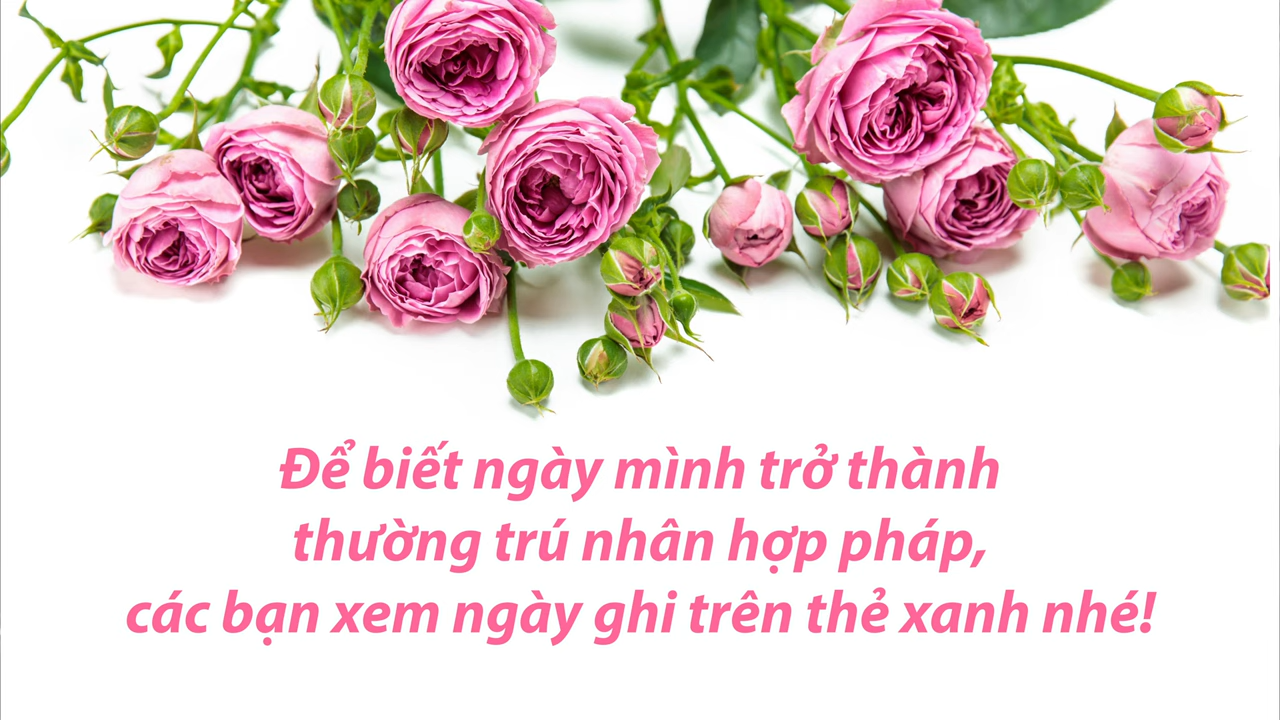 Để biết ngày mình trở thành
thường trú nhân hợp pháp,
các bạn xem ngày ghi trên thẻ xanh nhé!